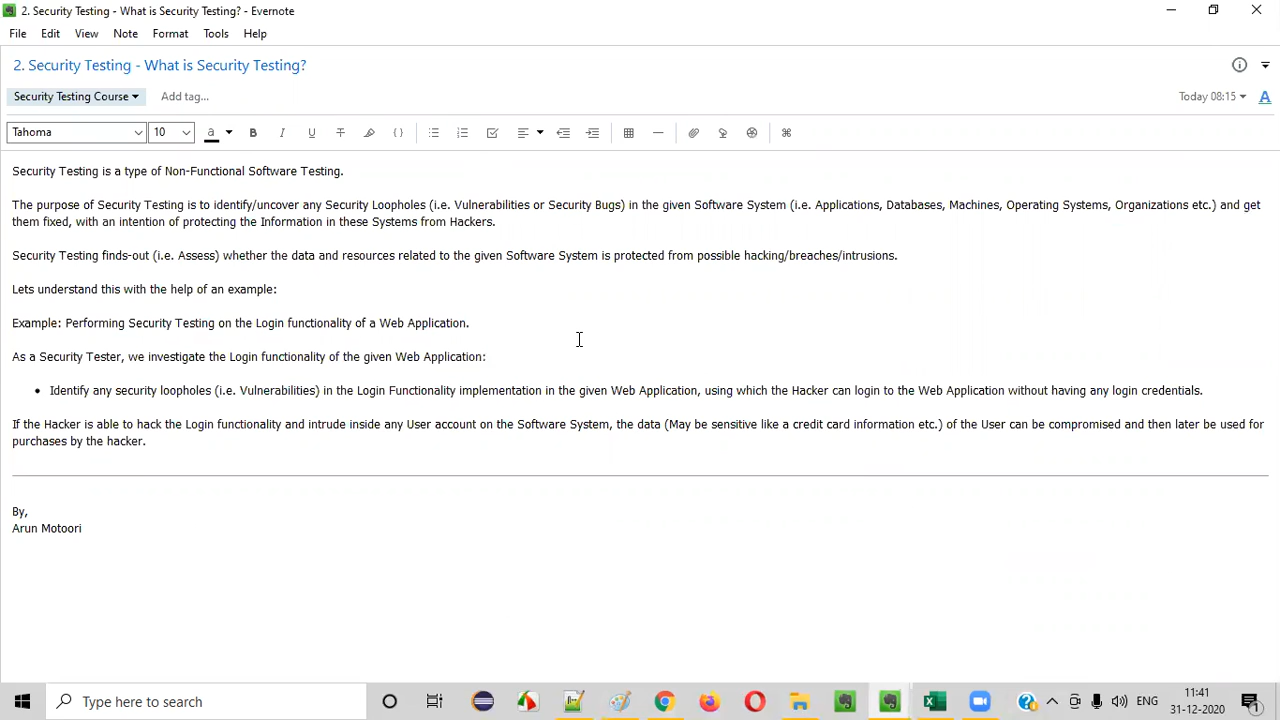 2. Security Testing - What is Security Testing? - Evernote
File Edit View Note Format Tools Help
2. Security Testing - What is Security Testing?
Security Testing Course Add tag... Today 08:15
Tahoma 10
Security Testing is a type of Non-Functional Software Testing.
The purpose of Security Testing is to identify/uncover any Security Loopholes (i.e. Vulnerabilities or Security Bugs) in the given Software System (i.e. Applications, Databases, Machines, Operating Systems, Organizations etc.) and get
them fixed, with an intention of protecting the Information in these Systems from Hackers.
Security Testing finds-out (i.e. Assess) whether the data and resources related to the given Software System is protected from possible hacking/breaches/intrusions.
Lets understand this with the help of an example:
Example: Performing Security Testing on the Login functionality of a Web Application.
As a Security Tester, we investigate the Login functionality of the given Web Application:
• Identify any security loopholes (i.e. Vulnerabilities) in the Login Functionality implementation in the given Web Application, using which the Hacker can login to the Web Application without having any login credentials.
If the Hacker is able to hack the Login functionality and intrude inside any User account on the Software System, the data (May be sensitive like a credit card information etc.) of the User can be compromised and then later be used for
purchases by the hacker.
By,
Arun Motoori
Type here to search
ENG
11:41
31-12-2020